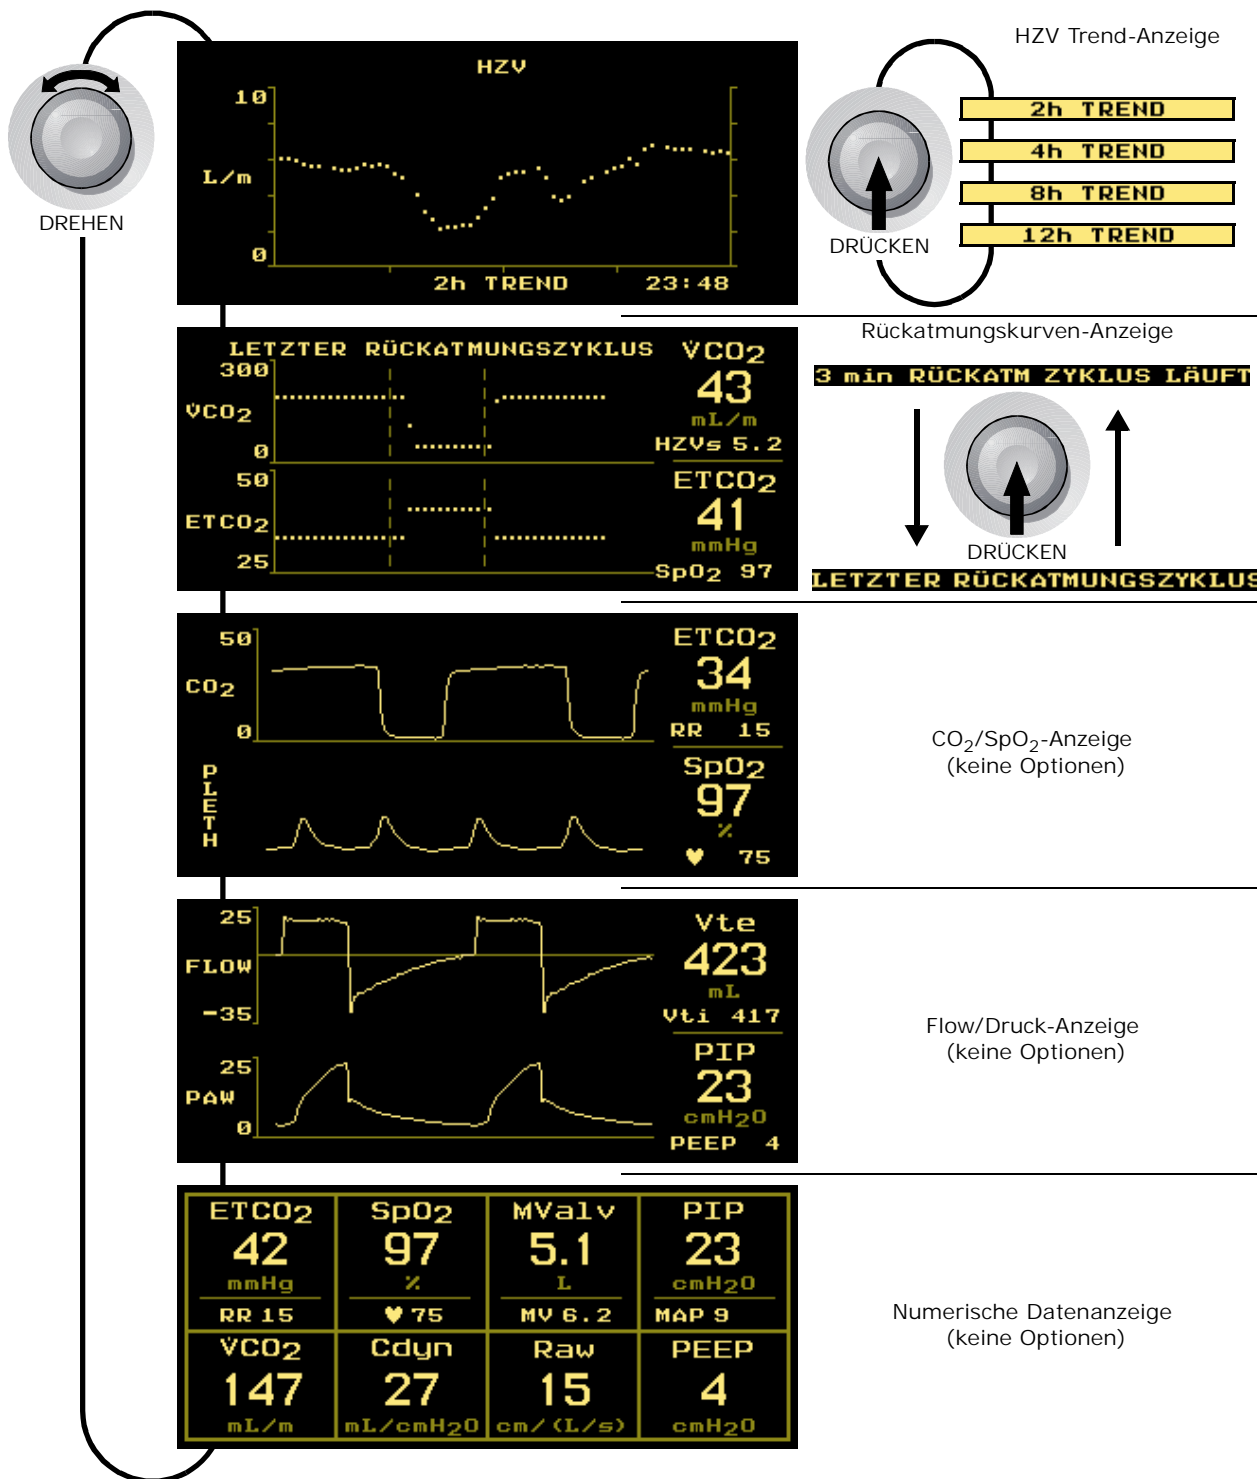 HZV Trend-Anzeige
DREHEN
HZV
10
L/m
0
2h TREND 23:48
DRÜCKEN
2h TREND
4h TREND
8h TREND
12h TREND
LETZTER RÜCKATMUNGSZYKLUS
300
V̇CO2
0
50
ETCO2
25
V̇CO2
43
mL/m
HZVs 5.2
ETCO2
41
mmHg
SpO2 97
Rückatmungskurven-Anzeige
3 min RÜCKATM ZYKLUS LÄUFT
DRÜCKEN
LETZTER RÜCKATMUNGSZYKLUS
50
CO2
0
PLETH
ETCO2
34
mmHg
RR 15
SpO2
97
%
♥ 75
CO2/SpO2-Anzeige
(keine Optionen)
25
FLOW
-35
25
PAW
0
Vte
423
mL
Vti 417
PIP
23
cmH2O
PEEP 4
Flow/Druck-Anzeige
(keine Optionen)
ETCO2 SpO2 MValv PIP
42 97 5.1 23
mmHg % L cmH2O
RR 15 ♥ 75 MV 6.2 MAP 9
V̇CO2 Cdyn Raw PEEP
147 27 15 4
mL/m mL/cmH2O cm/(L/s) cmH2O
Numerische Datenanzeige
(keine Optionen)